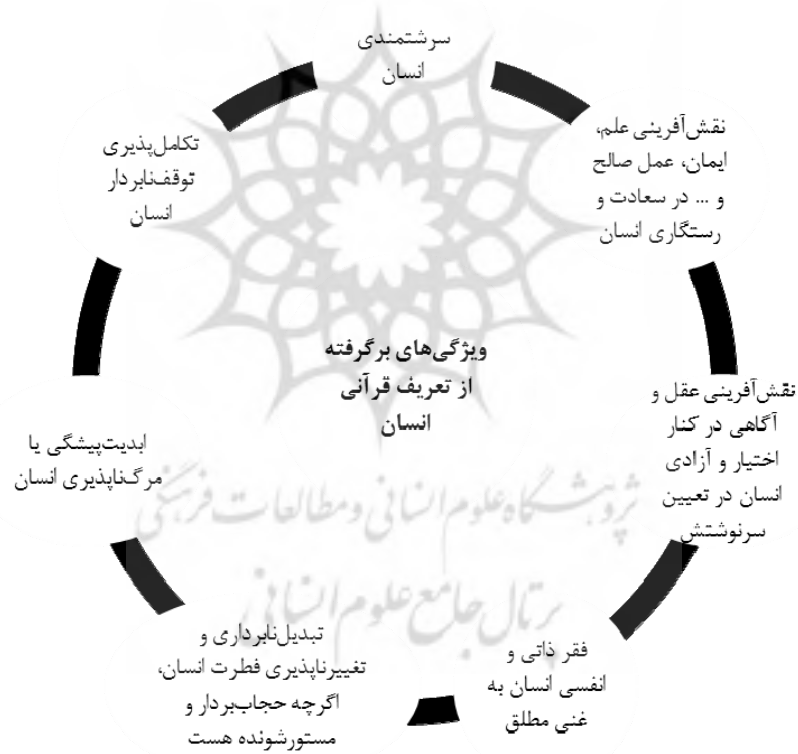 سرشتمندی
انسان
نقش‌آفرینی علم،
ایمان، عمل صالح
و ... در سعادت و
رستگاری انسان
نقش‌آفرینی عقل و
آگاهی در کنار
اختیار و آزادی
انسان در تعیین
سرنوشتش
فقر ذاتی و
انفسی انسان به
غنی مطلق
تبدیل‌نابرداری و
تغییرناپذیری فطرت انسان،
اگرچه حجاب‌بردار و
مستورشونده هست
ابدیت‌پیشگی یا
مرگ‌ناپذیری انسان
تکامل‌پذیری
توقف‌نابردار
انسان
ویژگی‌های برگرفته
از تعریف قرآنی
انسان
پژوهشگاه علوم انسانی و مطالعات فرهنگی
پرتال جامع علوم انسانی